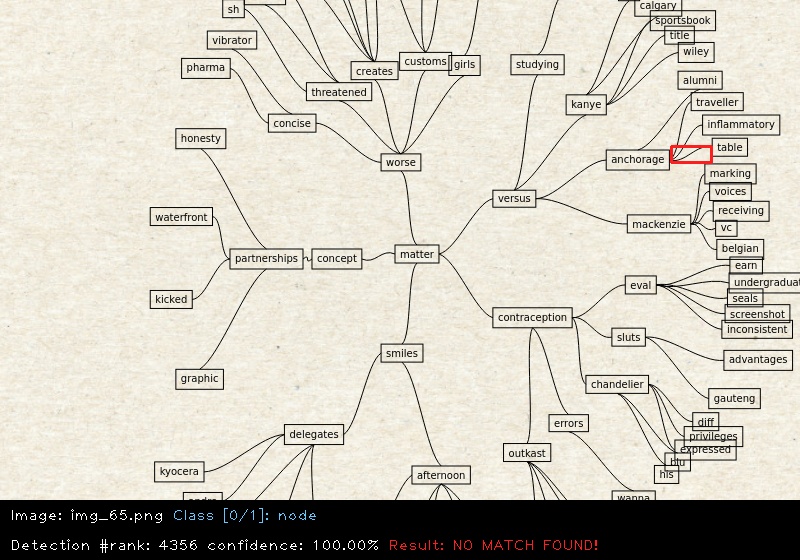 calgary
sh
sportsbook
title
vibrator
wiley
customs
girls
studying
pharma
creates
alumni
threatened
kanye
traveller
concise
inflammatory
honesty
table
worse
anchorage
marking
voices
versus
receiving
waterfront
mackenzie
vc
belgian
matter
partnerships
concept
earn
undergraduat
eval
seals
kicked
screenshot
contraception
inconsistent
sluts
smiles
advantages
graphic
chandelier
gauteng
diff
errors
privileges
delegates
expressed
outkast
blu
kyocera
afternoon
his
wanna
Image: img_65.png Class [0/1]: node
Detection #rank: 4356 confidence: 100.00% Result: NO MATCH FOUND!